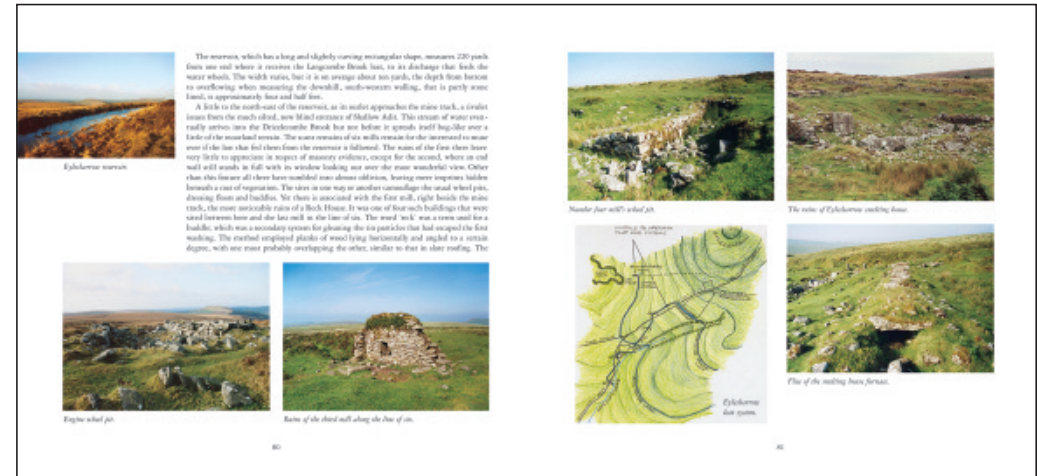 The reservoir, which has a long and slightly curving rectangular shape, measures 220 yards
from one end where it receives the Langcombe Brook leat, to its discharge that feeds the
water wheels. The width varies, but it is on average about ten yards, the depth from bottom
to overflowing when measuring the downhill, south-western walling, that is partly stone
lined, is approximately four and half feet.
A little to the north-east of the reservoir, as its outlet approaches the mine track, a rivulet
issues from the much silted, now blind entrance of Shallow Adit. This stream of water even-
tually arrives into the Drizzlecombe Brook but not before it spreads itself bog-like over a
little of the moorland terrain. The scant remains of six mills remain for the interested to muse
over if the leat that fed them from the reservoir is followed. The ruins of the first three leave
very little to appreciate in respect of masonry evidence, except for the second, where an end
wall still stands in full with its window looking out over the most wonderful view. Other
than this feature all three have tumbled into almost oblivion, leaving mere imprints hidden
beneath a coat of vegetation. The sites in one way or another camouflage the usual wheel pits,
dressing floors and buddles. Yet there is associated with the first mill, right beside the mine
track, the more noticeable ruins of a Reck House. It was one of four such buildings that were
sited between here and the last mill in the line of six. The word 'reck' was a term used for a
buddle, which was a secondary system for gleaning the tin particles that had escaped the first
washing. The method employed planks of wood lying horizontally and angled to a certain
degree, with one most probably overlapping the other, similar to that in slate roofing. The
Eylesbarrow reservoir.
Engine wheel pit.
Ruins of the third mill along the line of six.
80
Number four mill's wheel pit.
The ruins of Eylesbarrow smelting house.
Eylesbarrow
leat system.
Flue of the smelting house furnace.
81